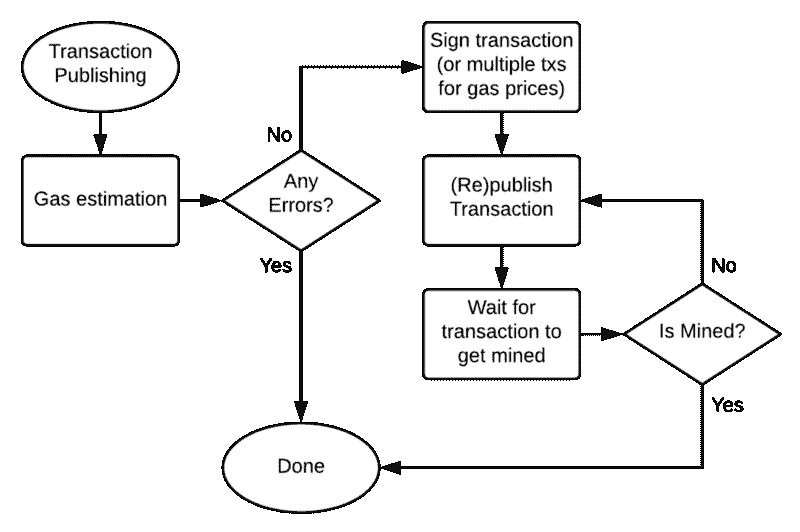 Transaction
Publishing
Gas estimation
Any
Errors?
No
Yes
Sign transaction
(or multiple txs
for gas prices)
(Re)publish
Transaction
Wait for
transaction to
get mined
Is Mined?
No
Yes
Done